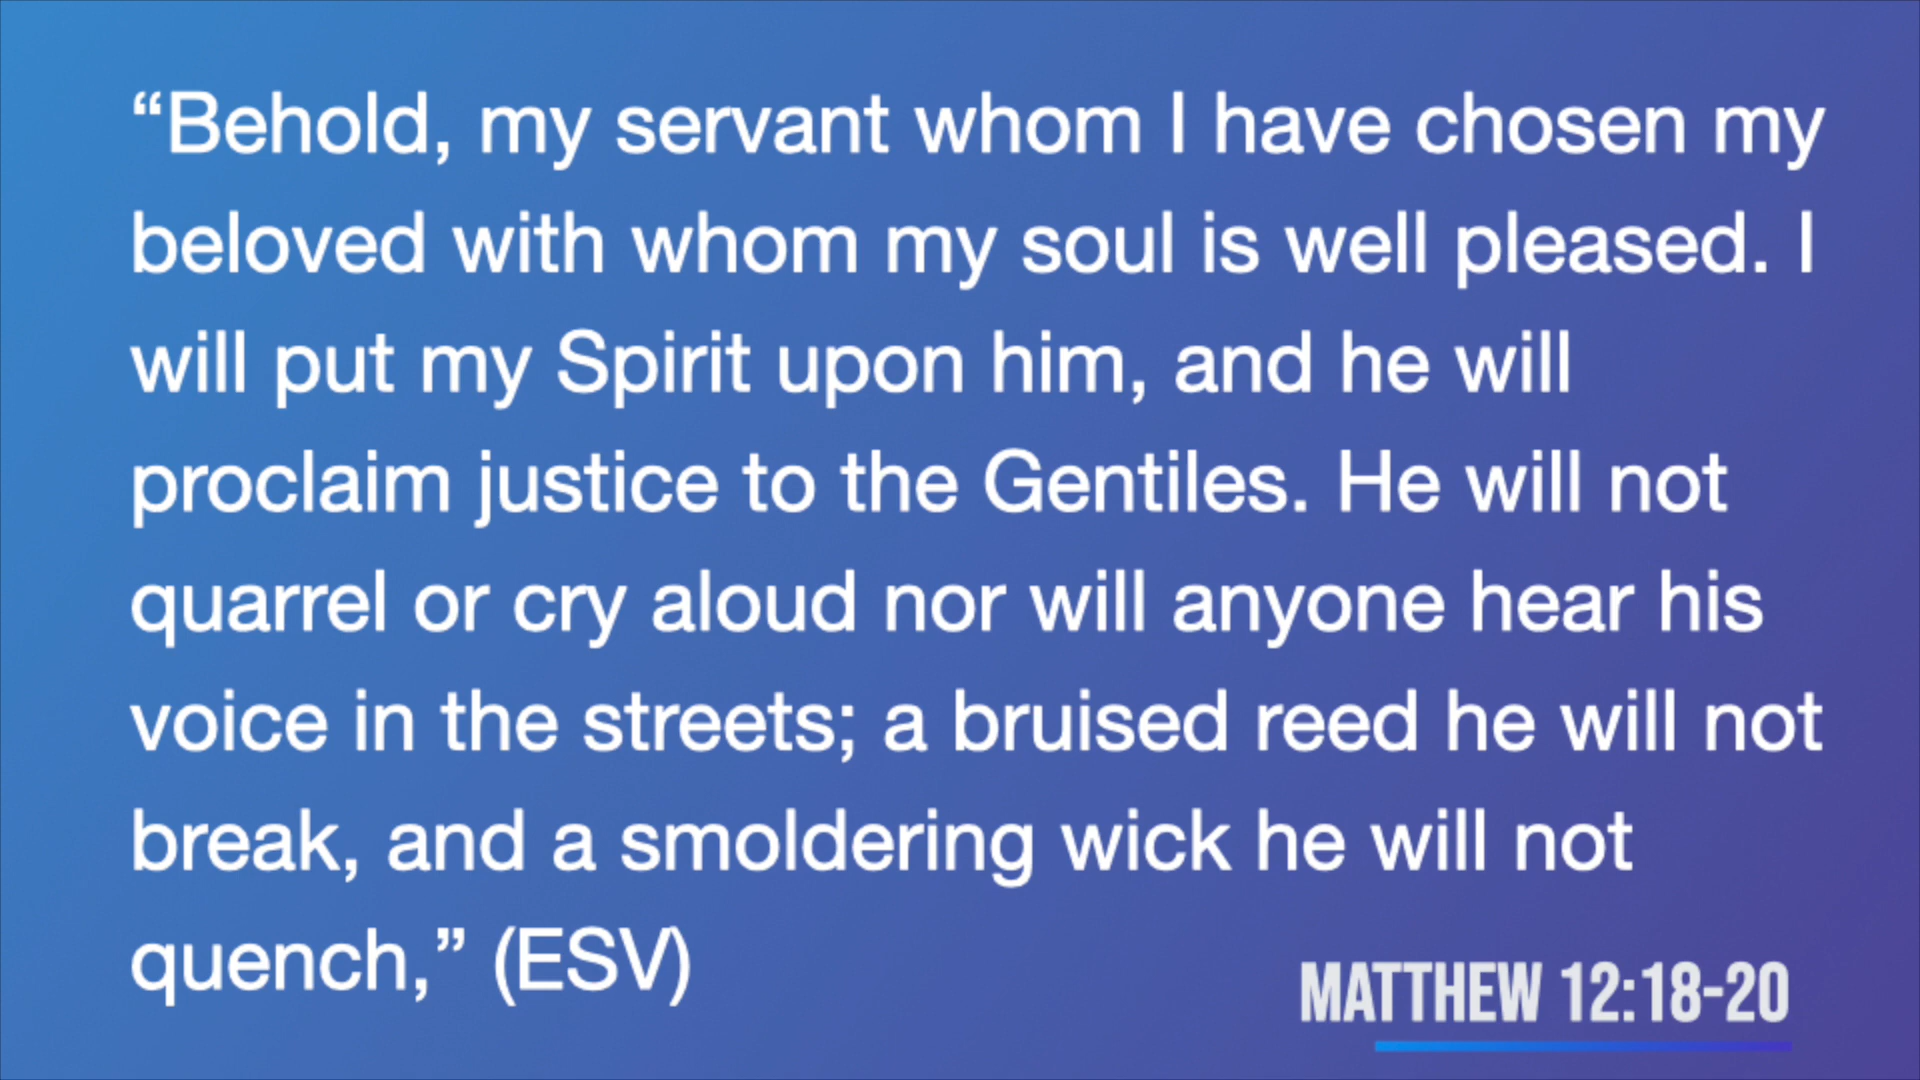 “Behold, my servant whom I have chosen my
beloved with whom my soul is well pleased. I
will put my Spirit upon him, and he will
proclaim justice to the Gentiles. He will not
quarrel or cry aloud nor will anyone hear his
voice in the streets; a bruised reed he will not
break, and a smoldering wick he will not
quench,” (ESV)
MATTHEW 12:18-20